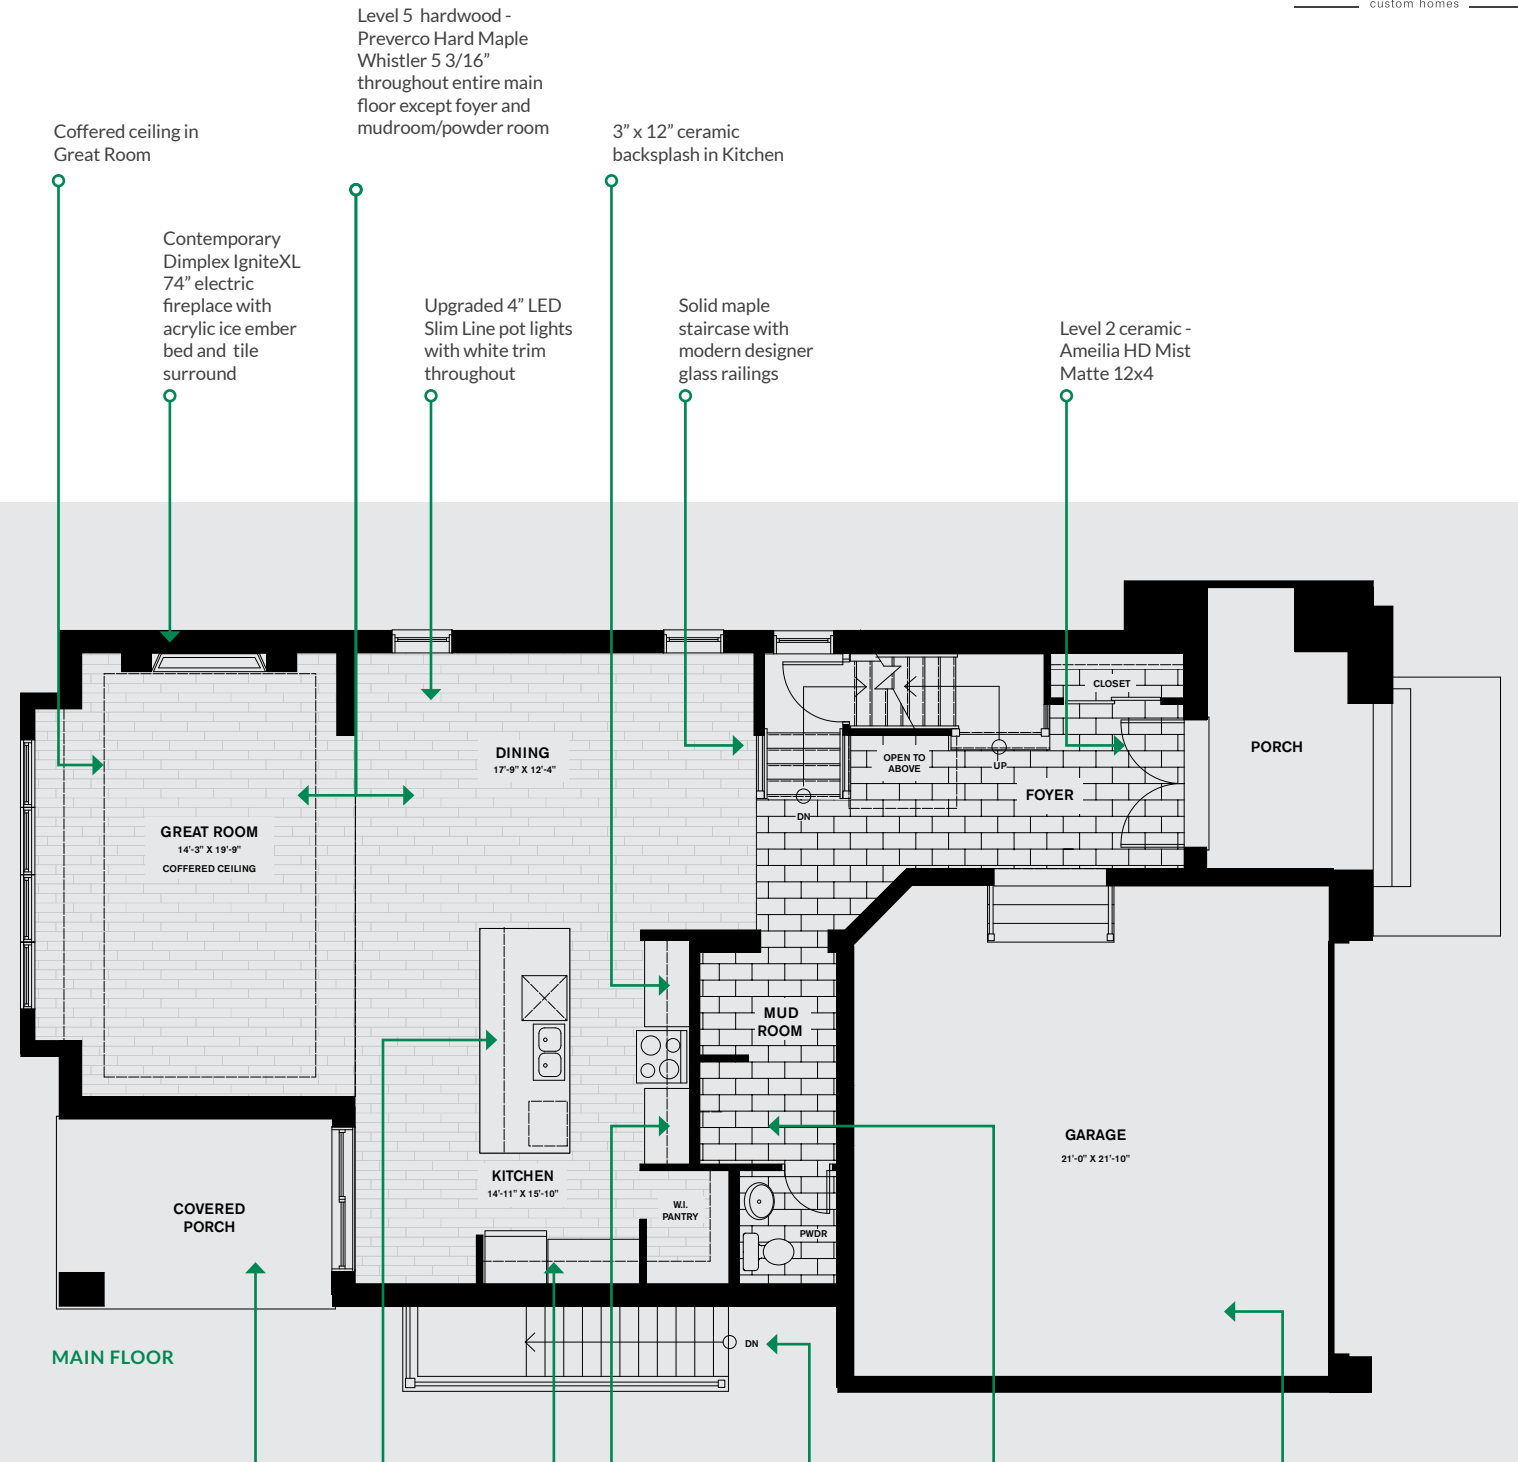 custom homes
Level 5 hardwood -
Preverco Hard Maple
Whistler 5 3/16”
throughout entire main
floor except foyer and
mudroom/powder room
Coffered ceiling in
Great Room
3” x 12” ceramic
backsplash in Kitchen
Contemporary
Dimplex IgniteXL
74” electric
fireplace with
acrylic ice ember
bed and tile
surround
Upgraded 4” LED
Slim Line pot lights
with white trim
throughout
Solid maple
staircase with
modern designer
glass railings
Level 2 ceramic -
Ameilia HD Mist
Matte 12x4
CLOSET
DINING
17'-9" X 12'-4"
OPEN TO
ABOVE
UP
PORCH
FOYER
DN
GREAT ROOM
14'-3" X 19'-9"
COFFERED CEILING
MUD
ROOM
GARAGE
21'-0" X 21'-10"
KITCHEN
14'-11" X 15'-10"
W.I.
PANTRY
PWDR
COVERED
PORCH
DN
MAIN FLOOR